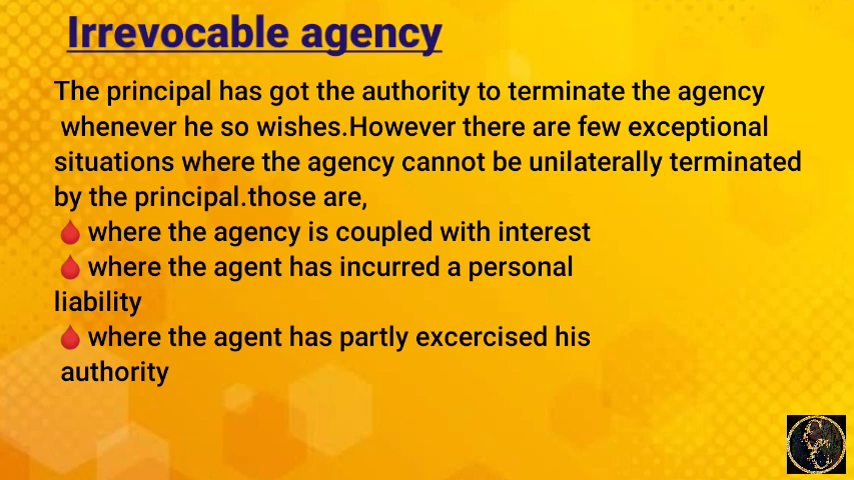 Irrevocable agency
The principal has got the authority to terminate the agency
whenever he so wishes.However there are few exceptional
situations where the agency cannot be unilaterally terminated
by the principal.those are,
🩸 where the agency is coupled with interest
🩸 where the agent has incurred a personal
liability
🩸 where the agent has partly excercised his
authority